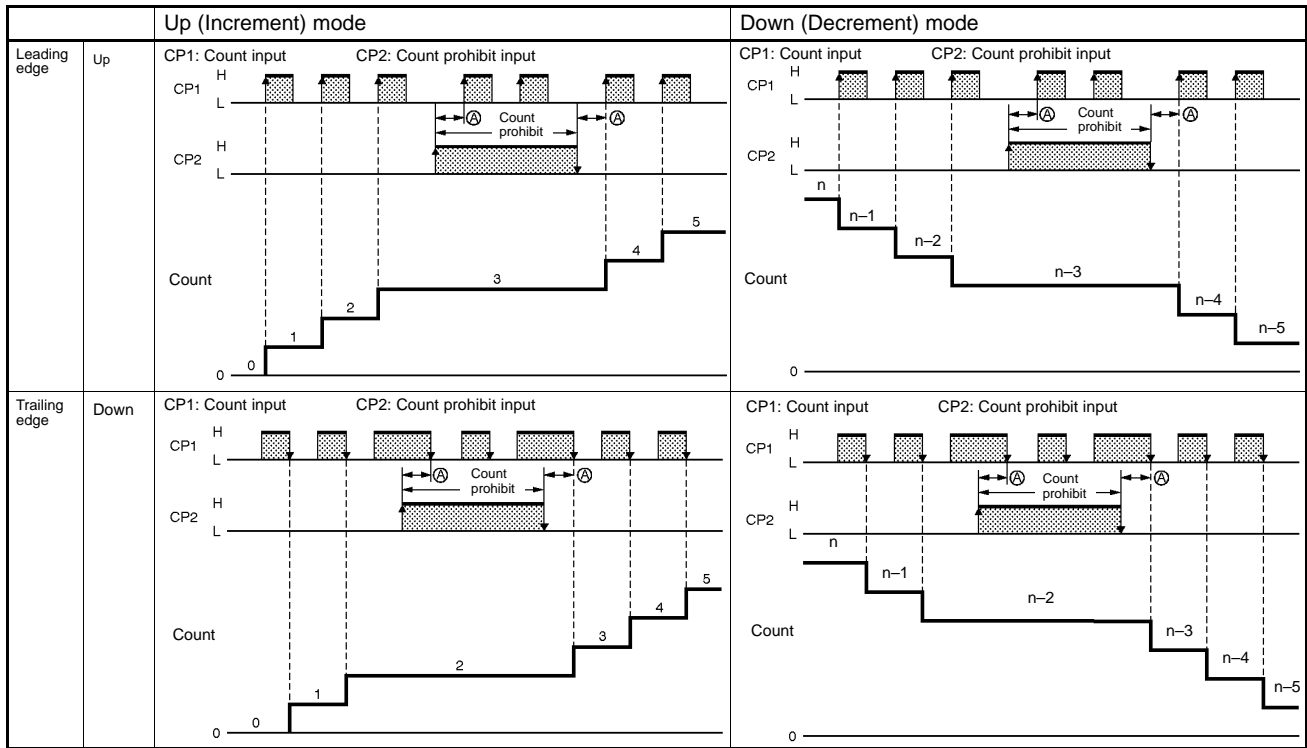 Up (Increment) mode
Down (Decrement) mode
Leading edge
Up
CP1: Count input
CP2: Count prohibit input
H
CP1
L
A
Count prohibit
A
H
CP2
L
Count
0
1
2
3
4
5
0
CP1: Count input
CP2: Count prohibit input
H
CP1
L
A
Count prohibit
A
H
CP2
L
n
n–1
n–2
n–3
n–4
n–5
Count
0
Trailing edge
Down
CP1: Count input
CP2: Count prohibit input
H
CP1
L
A
Count prohibit
A
H
CP2
L
Count
0
1
2
3
4
5
0
CP1: Count input
CP2: Count prohibit input
H
CP1
L
A
Count prohibit
A
H
CP2
L
n
n–1
n–2
n–3
n–4
n–5
Count
0